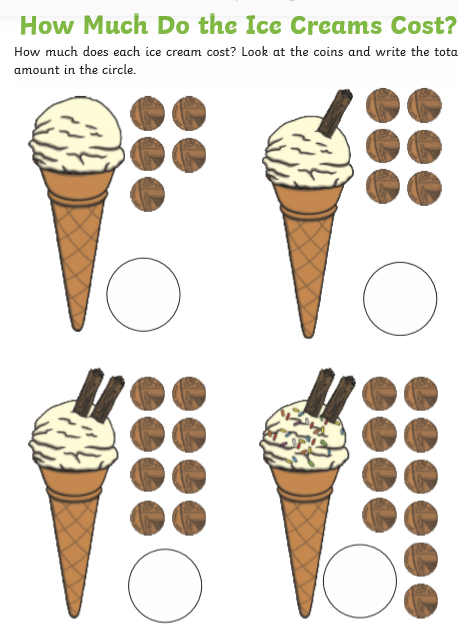 How Much Do the Ice Creams Cost?
How much does each ice cream cost? Look at the coins and write the tota
amount in the circle.